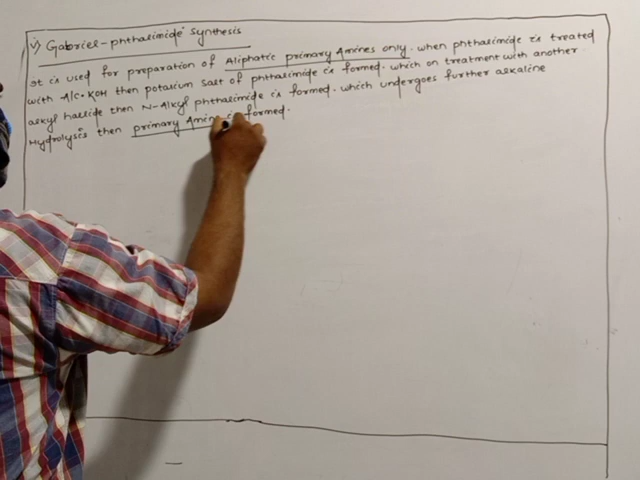 v) Gabriel-phthalimide synthesis
It is used for preparation of Aliphatic primary Amines only. when phthalimide is treated
with Alc. KOH then potasium salt of phthalimide is formed. which on treatment with another
alkyl halide then N-Alkyl phthalimide is formed. which undergoes further alkaline
Hydrolysis then primary Amine is formed.